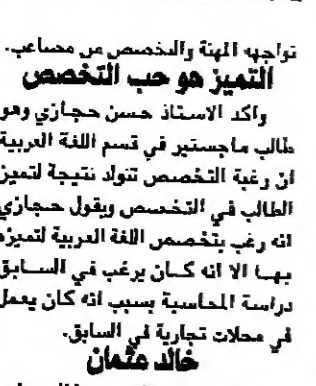 تواجهه المهنة والتخصص من مصاعب.
التميز هو حب التخصص
واكد الاستاذ حسن حجازي وهو
طالب ماجستير في قسم اللغة العربية
ان رغبة التخصص تتولد نتيجة لتميز
الطالب في التخصص ويقول حجازي
انه رغب بتخصص اللغة العربية لتميزه
بها الا انه كان يرغب في السابق
دراسة المحاسبة بسبب انه كان يعمل
في محلات تجارية في السابق.
خالد عثمان